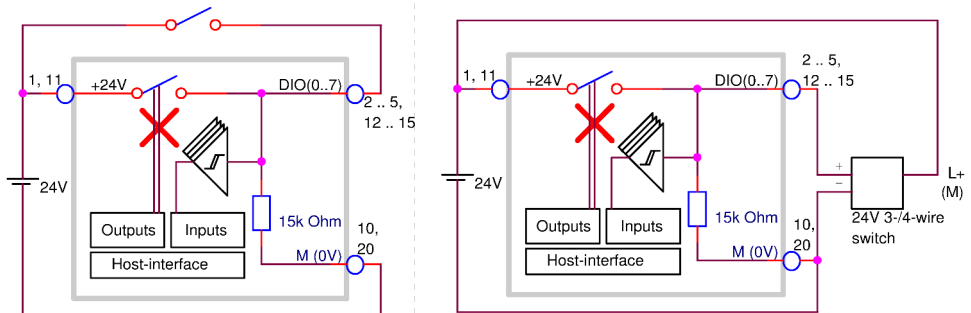 1, 11
+24V
DIO(0..7)
2 .. 5,
12 .. 15
24V
15k Ohm
Outputs
Inputs
10,
20
M (0V)
Host-interface
1, 11
+24V
DIO(0..7)
2 .. 5,
12 .. 15
+
−
L+
(M)
24V
15k Ohm
24V 3-/4-wire
switch
Outputs
Inputs
10,
20
M (0V)
Host-interface